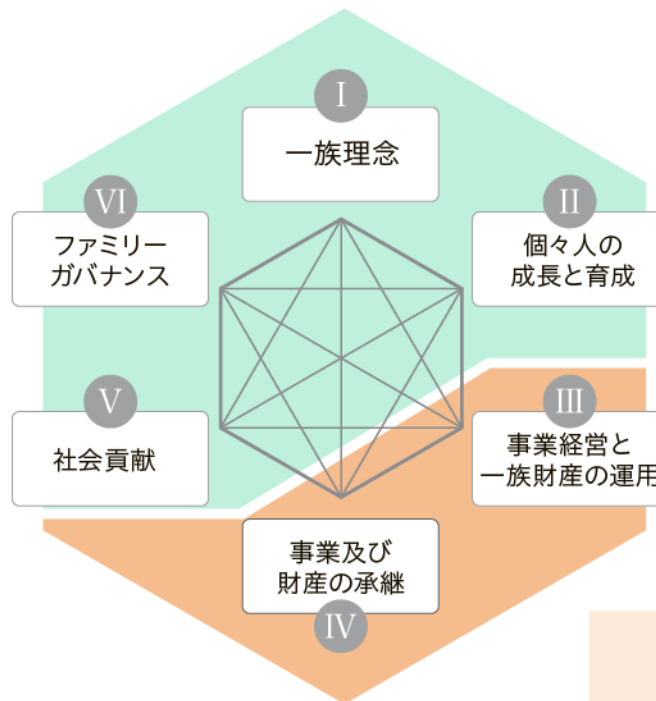 I
一族理念
II
個々人の
成長と育成
III
事業経営と
一族財産の運用
事業及び
財産の承継
IV
V
社会貢献
VI
ファミリー
ガバナンス